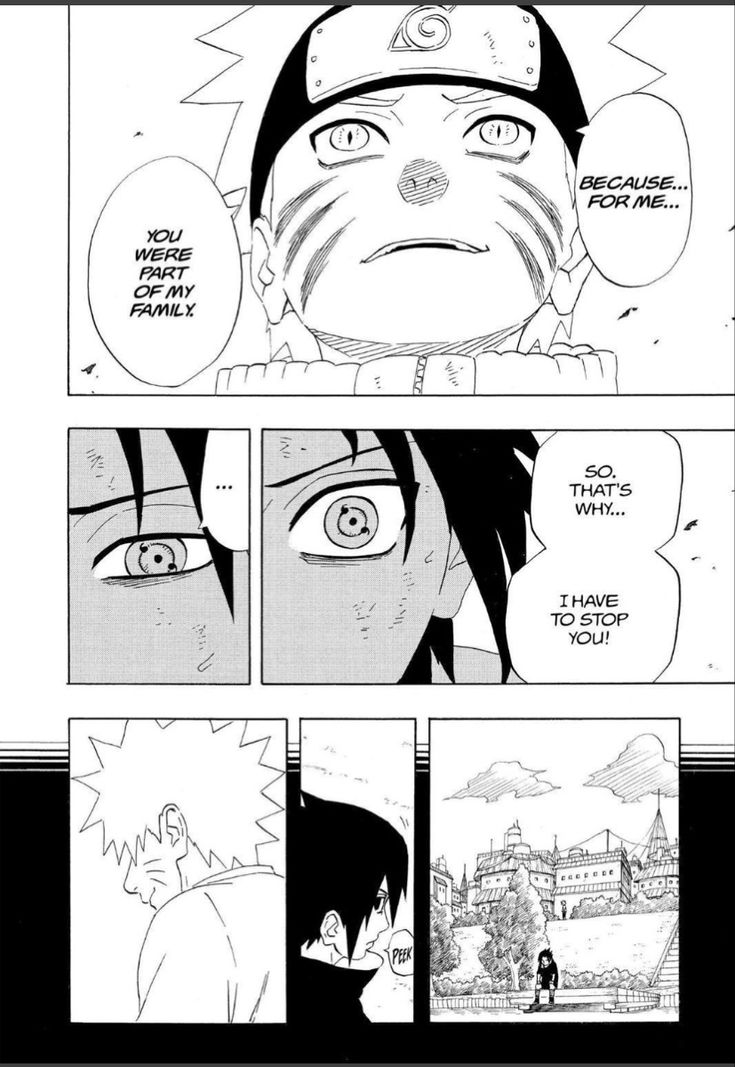 BECAUSE...
FOR ME...
YOU
WERE
PART
OF MY
FAMILY.
SO.
THAT'S
WHY...
I HAVE
TO STOP
YOU!
...
PEEK